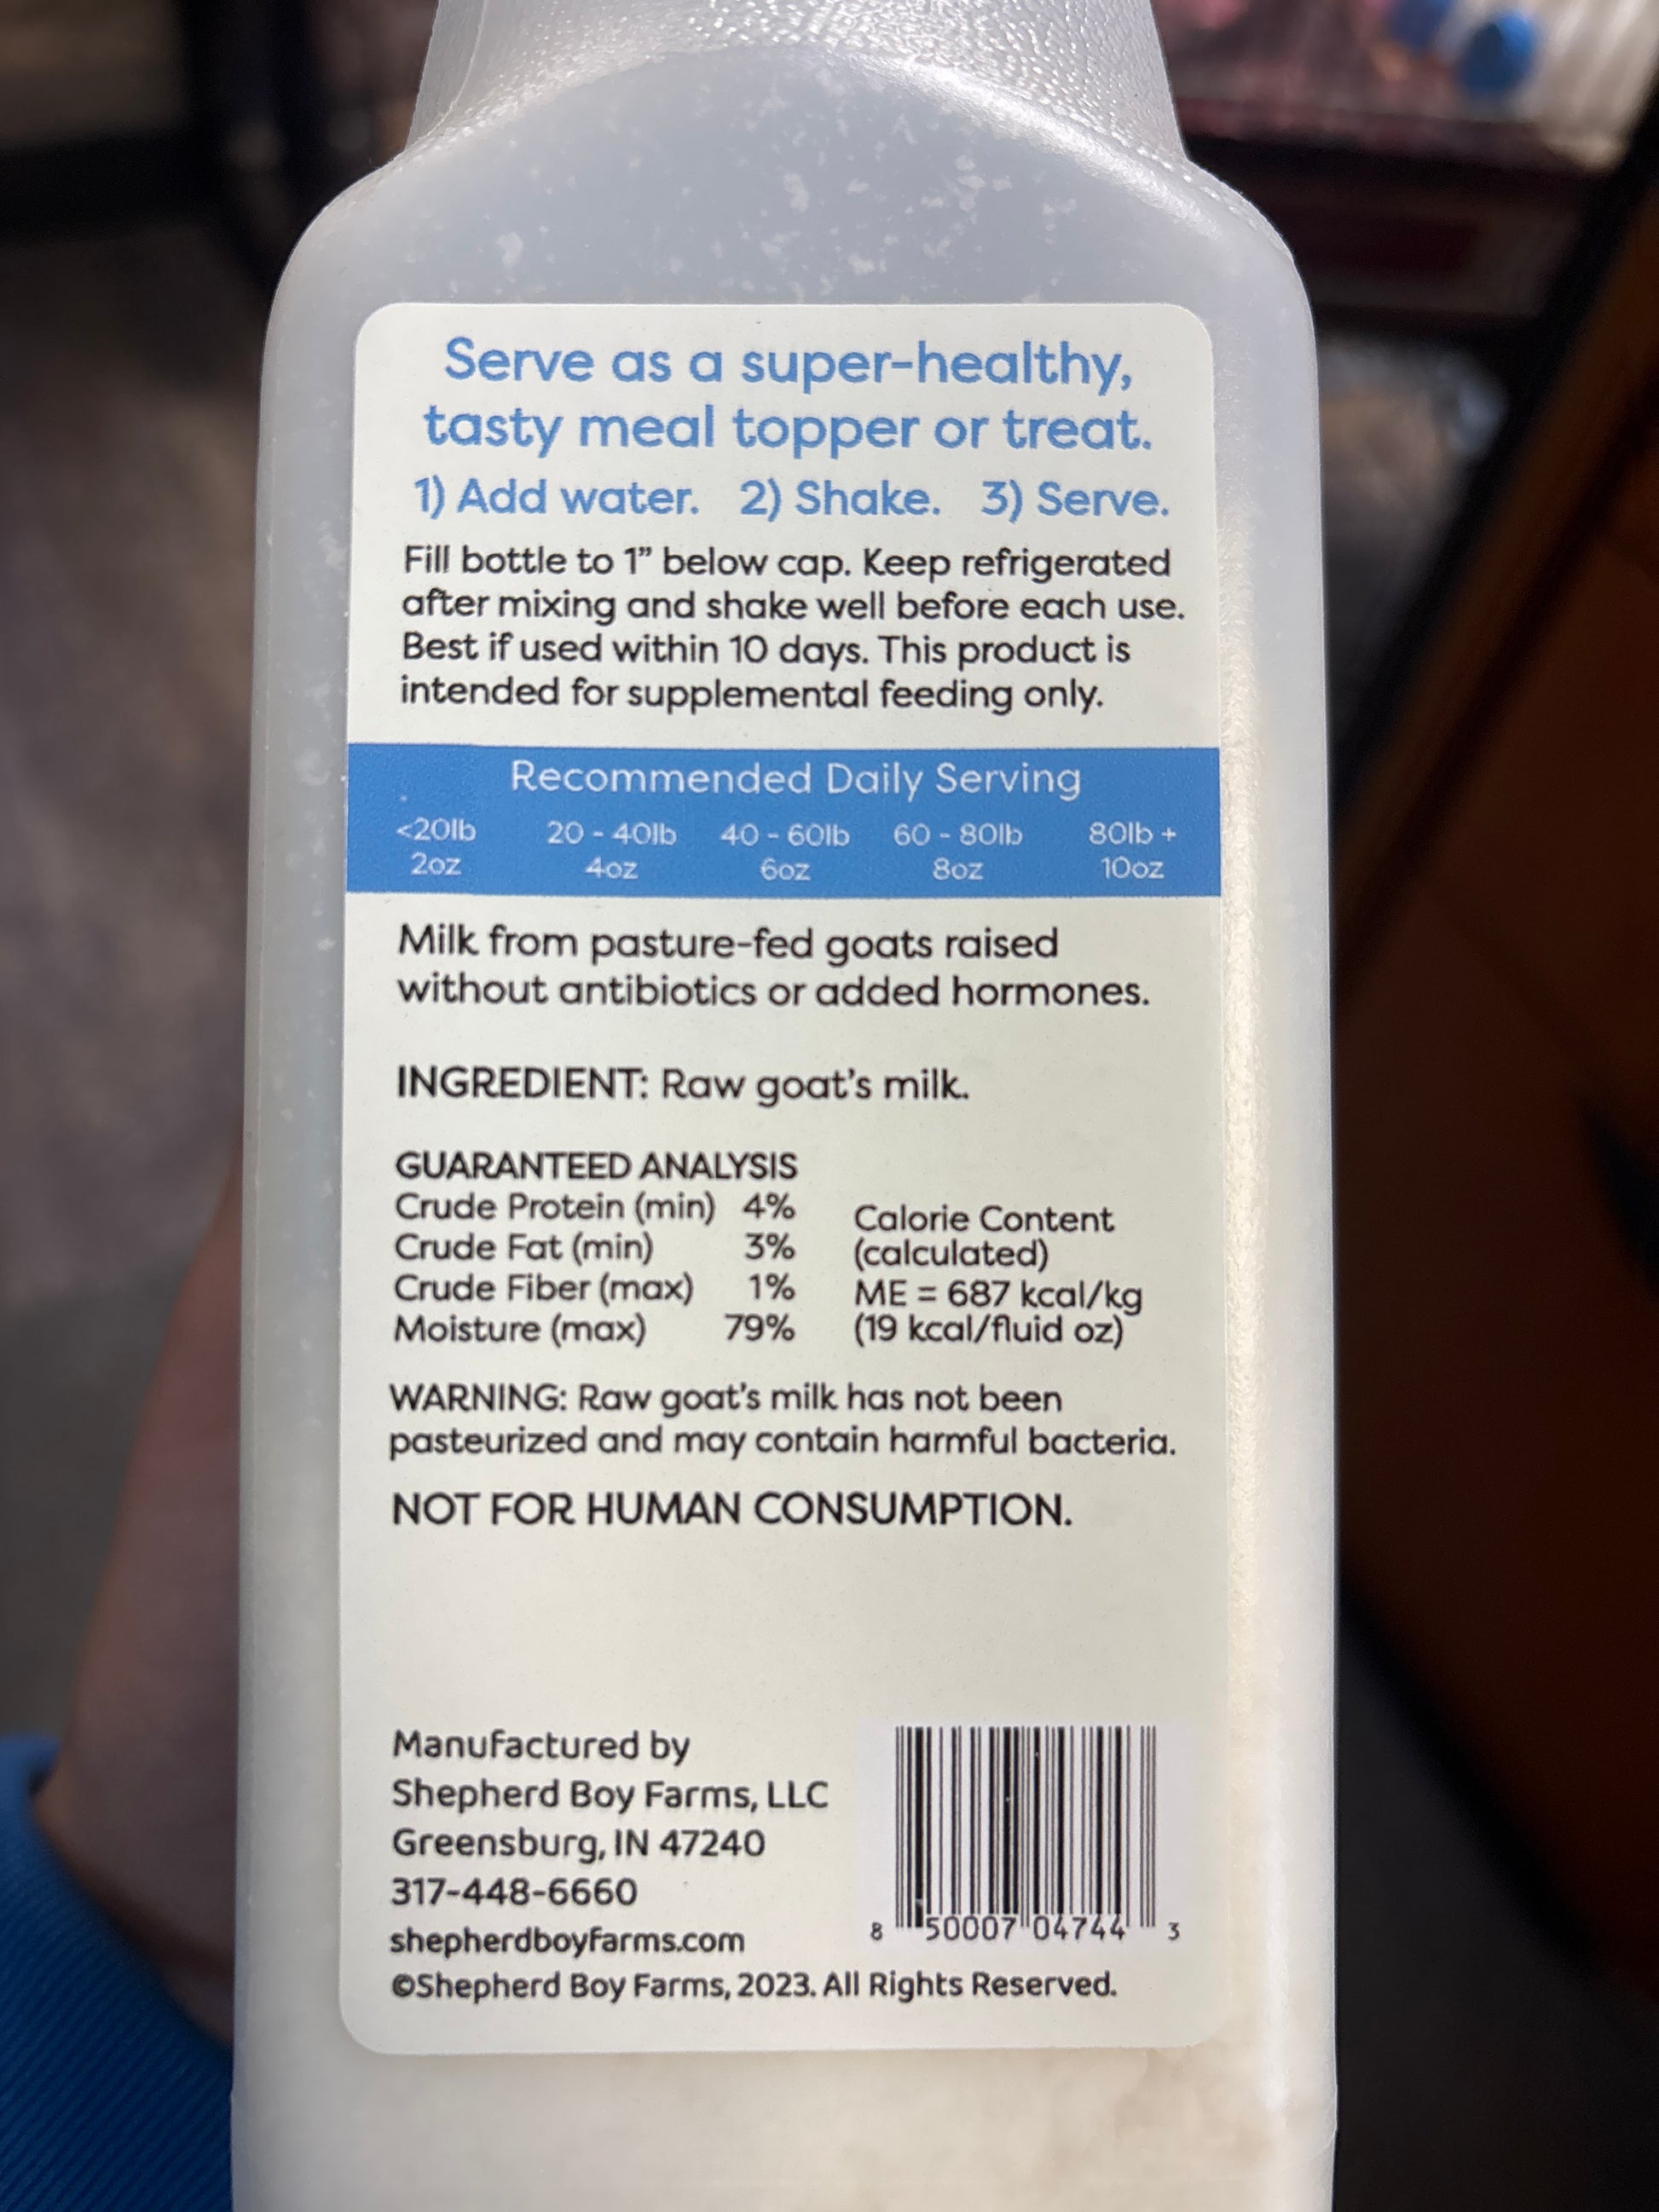 Serve as a super-healthy,
tasty meal topper or treat.
1) Add water. 2) Shake. 3) Serve.
Fill bottle to 1” below cap. Keep refrigerated
after mixing and shake well before each use.
Best if used within 10 days. This product is
intended for supplemental feeding only.
Recommended Daily Serving
<20lb 20 - 40lb 40 - 60lb 60 - 80lb 80lb +
2oz 4oz 6oz 8oz 10oz
Milk from pasture-fed goats raised
without antibiotics or added hormones.
INGREDIENT: Raw goat’s milk.
GUARANTEED ANALYSIS
Crude Protein (min) 4%
Crude Fat (min) 3%
Crude Fiber (max) 1%
Moisture (max) 79%
Calorie Content
(calculated)
ME = 687 kcal/kg
(19 kcal/fluid oz)
WARNING: Raw goat’s milk has not been
pasteurized and may contain harmful bacteria.
NOT FOR HUMAN CONSUMPTION.
Manufactured by
Shepherd Boy Farms, LLC
Greensburg, IN 47240
317-448-6660
shepherdboyfarms.com
©Shepherd Boy Farms, 2023. All Rights Reserved.
8 50007 04744 3